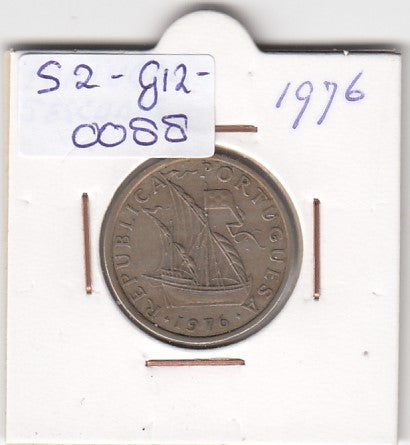 S2-G12-
0088
1976
REPUBLICA PORTUGUESA
· 1976 ·